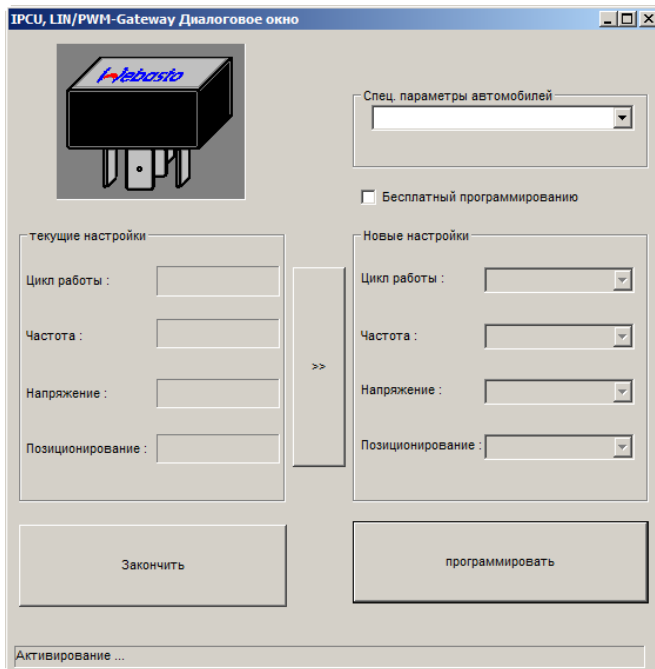 IPCU, LIN/PWM-Gateway Диалоговое окно
Webasto
Спец. параметры автомобилей
Бесплатный программированию
текущие настройки
Цикл работы :
Частота :
Напряжение :
Позиционирование :
>>
Новые настройки
Цикл работы :
Частота :
Напряжение :
Позиционирование :
Закончить
программировать
Активирование ...